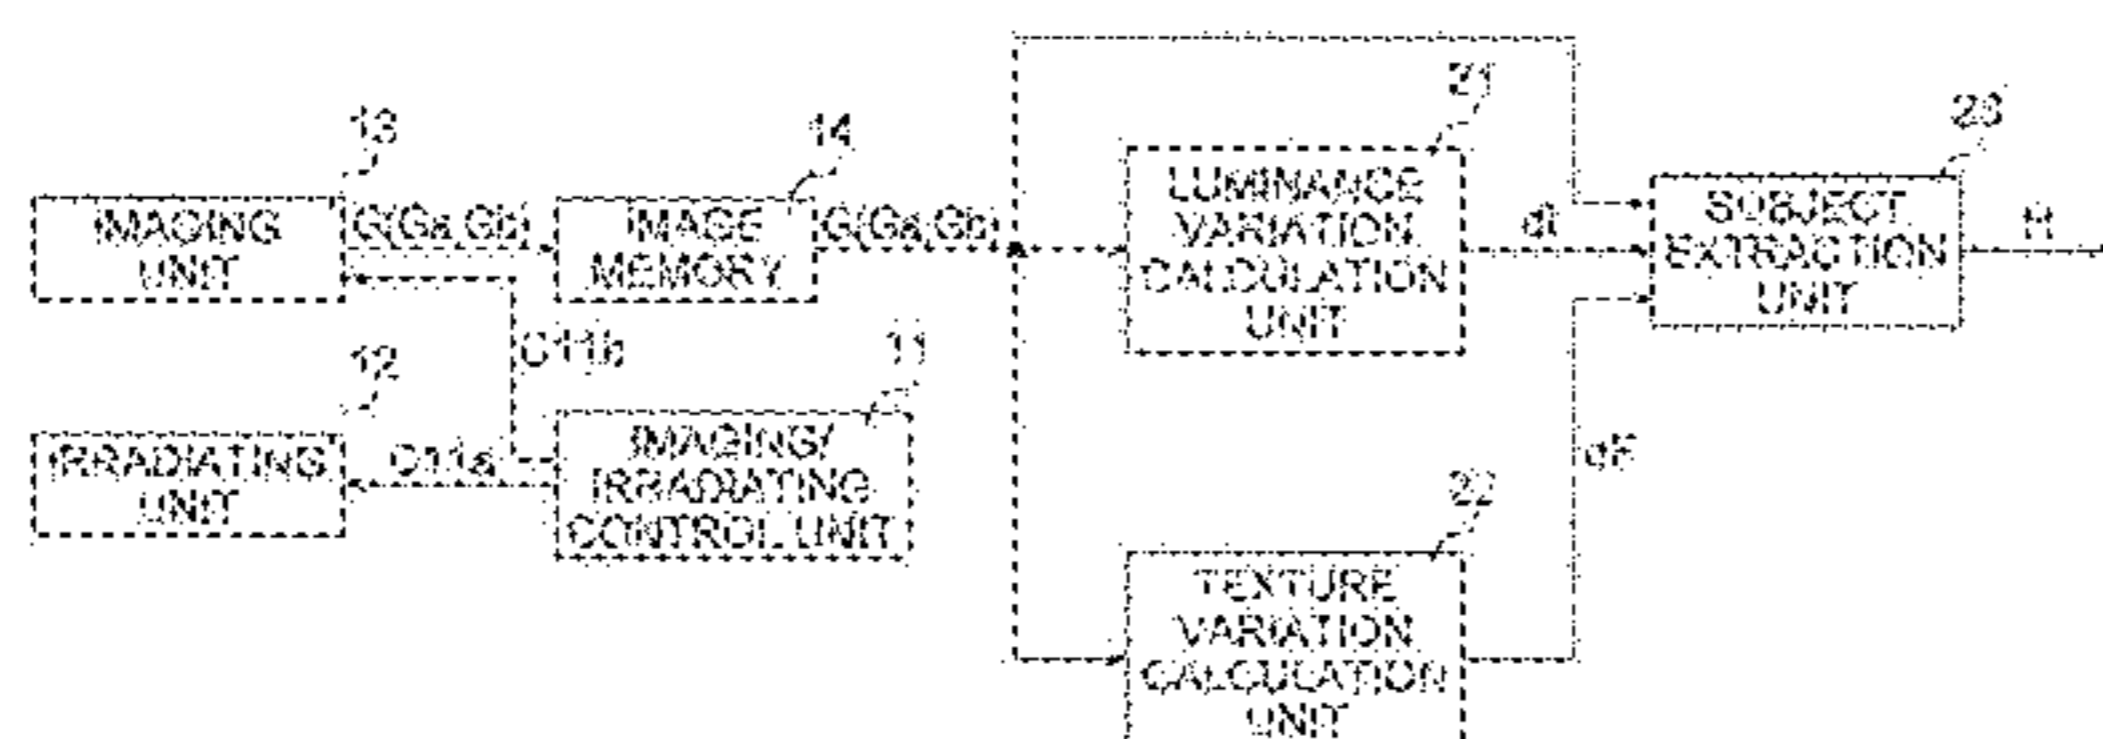 13
IMAGING
UNIT
G(Ga,Gb)
14
IMAGE
MEMORY
G(Ga,Gb)
21
LUMINANCE
VARIATION
CALCULATION
UNIT
23
SUBJECT
EXTRACTION
UNIT
R
12
IRRADIATING
UNIT
C11b
C11a
11
IMAGING/
IRRADIATING
CONTROL UNIT
22
TEXTURE
VARIATION
CALCULATION
UNIT
dF